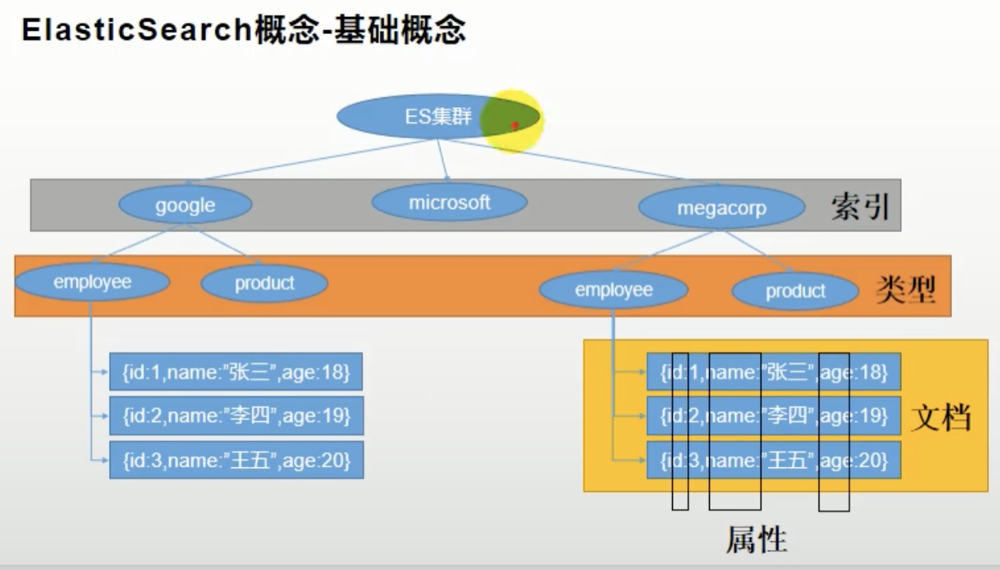 ElasticSearch概念-基础概念
ES集群
google
microsoft
megacorp
索引
employee
product
employee
product
类型
{id:1,name:"张三",age:18}
{id:2,name:"李四",age:19}
{id:3,name:"王五",age:20}
{id:1,name:"张三",age:18}
{id:2,name:"李四",age:19}
{id:3,name:"王五",age:20}
文档
属性